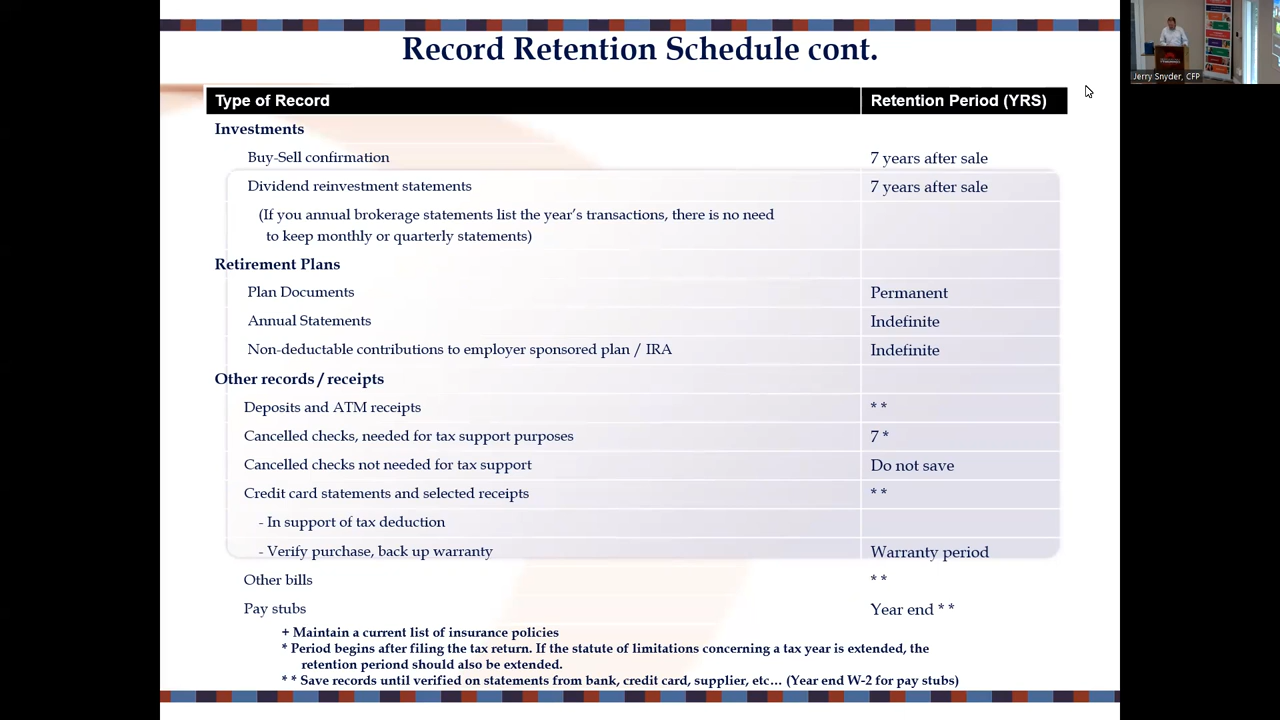 Record Retention Schedule cont.
Jerry Snyder, CFP
Type of Record Retention Period (YRS)
Investments
Buy-Sell confirmation 7 years after sale
Dividend reinvestment statements 7 years after sale
(If you annual brokerage statements list the year's transactions, there is no need
to keep monthly or quarterly statements)
Retirement Plans
Plan Documents Permanent
Annual Statements Indefinite
Non-deductable contributions to employer sponsored plan / IRA Indefinite
Other records / receipts
Deposits and ATM receipts * *
Cancelled checks, needed for tax support purposes 7 *
Cancelled checks not needed for tax support Do not save
Credit card statements and selected receipts * *
- In support of tax deduction
- Verify purchase, back up warranty Warranty period
Other bills * *
Pay stubs Year end * *
+ Maintain a current list of insurance policies
* Period begins after filing the tax return. If the statute of limitations concerning a tax year is extended, the
retention periond should also be extended.
* * Save records until verified on statements from bank, credit card, supplier, etc… (Year end W-2 for pay stubs)